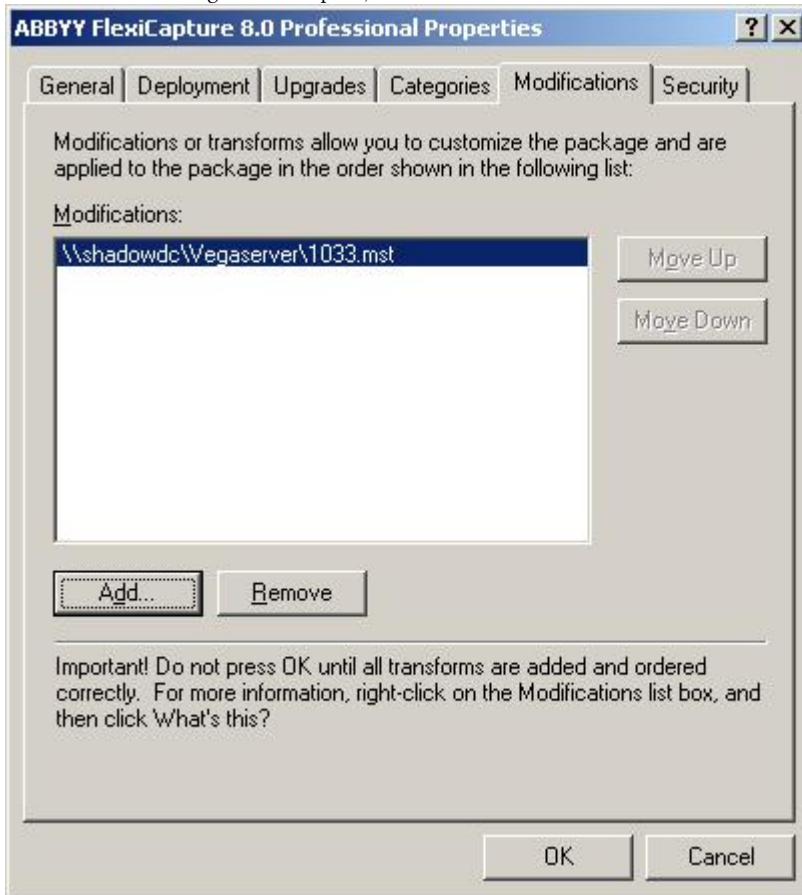 ABBYY FlexiCapture 8.0 Professional Properties
General Deployment Upgrades Categories Modifications Security
Modifications or transforms allow you to customize the package and are
applied to the package in the order shown in the following list:
Modifications:
\\shadowdc\Vegaserver\1033.mst
Move Up
Move Down
Add... Remove
Important! Do not press OK until all transforms are added and ordered
correctly. For more information, right-click on the Modifications list box, and
then click What's this?
OK Cancel